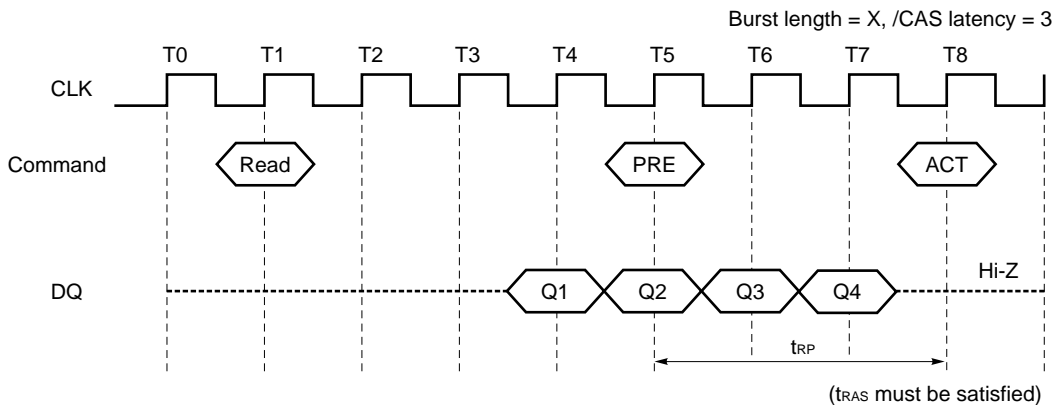 Burst length = X, /CAS latency = 3
T0 T1 T2 T3 T4 T5 T6 T7 T8
CLK
Command Read PRE ACT
Hi-Z
DQ Q1 Q2 Q3 Q4
tRP
(tRAS must be satisfied)